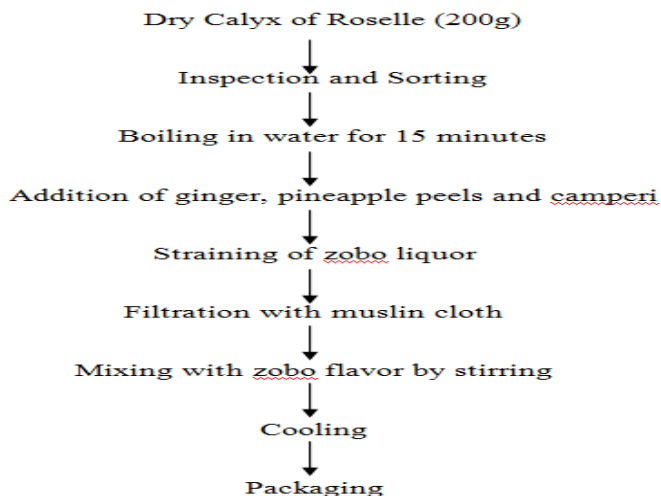 Dry Calyx of Roselle (200g)
Inspection and Sorting
Boiling in water for 15 minutes
Addition of ginger, pineapple peels and camperi
Straining of zobo liquor
Filtration with muslin cloth
Mixing with zobo flavor by stirring
Cooling
Packaging